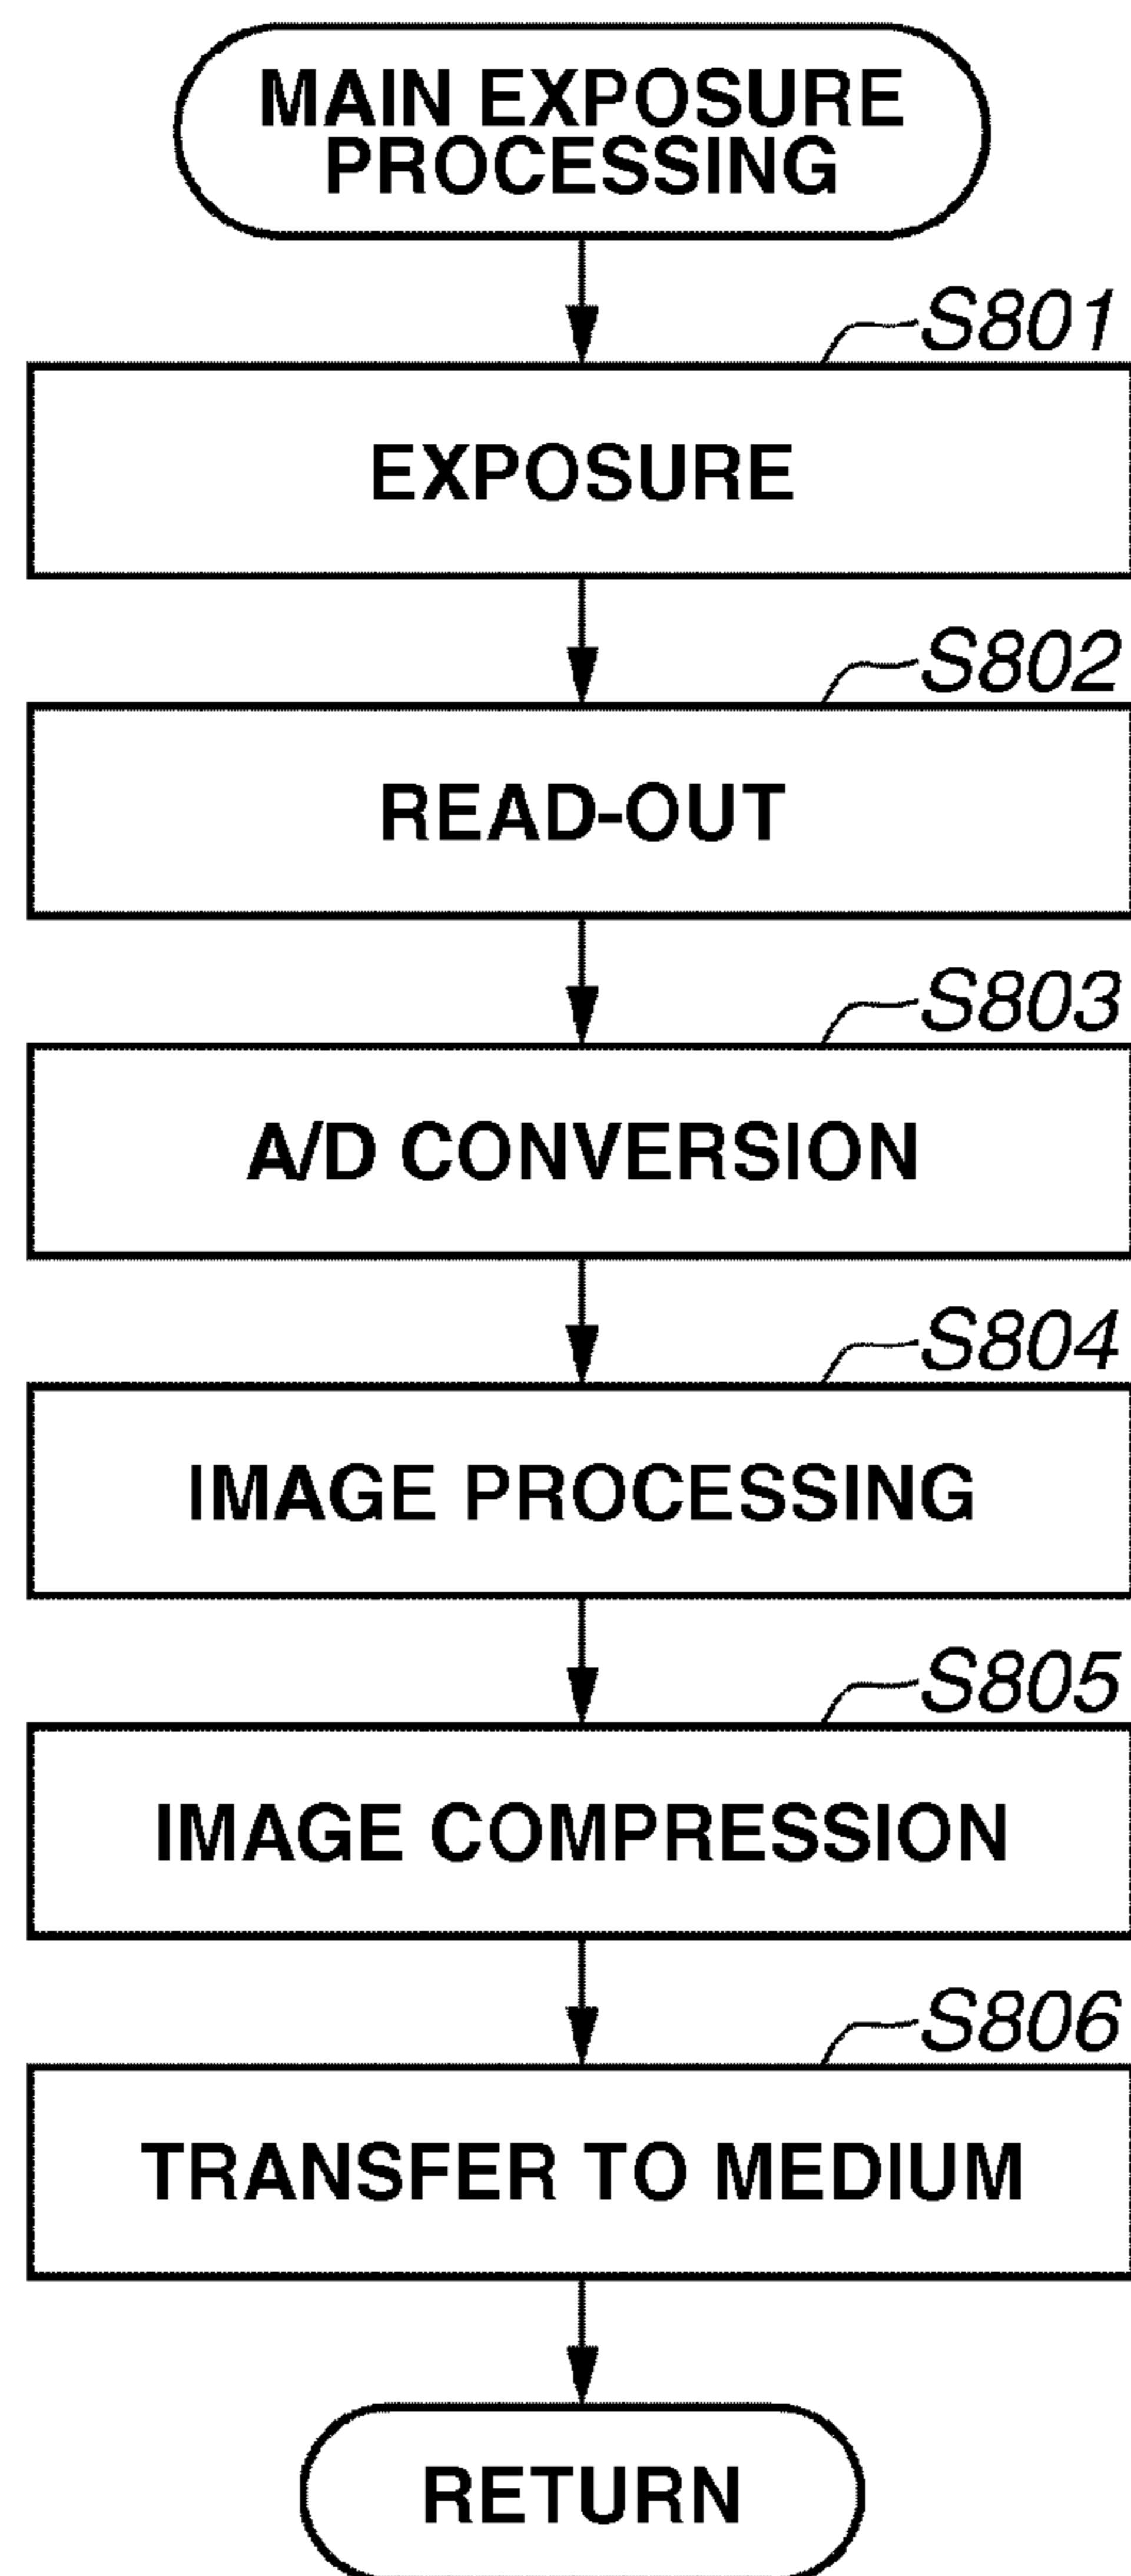 MAIN EXPOSURE
PROCESSING
S801
EXPOSURE
S802
READ-OUT
S803
A/D CONVERSION
S804
IMAGE PROCESSING
S805
IMAGE COMPRESSION
S806
TRANSFER TO MEDIUM
RETURN